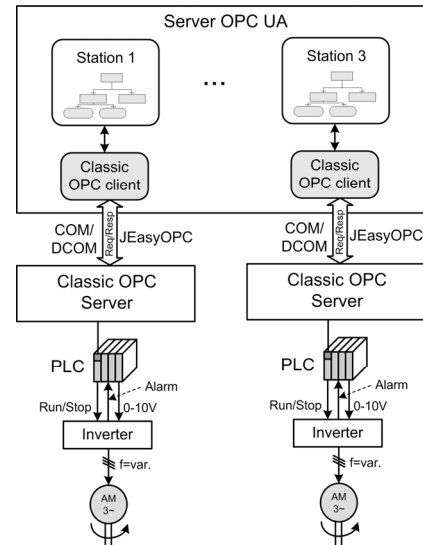 Server OPC UA
Station 1
...
Station 3
Classic
OPC client
Classic
OPC client
COM/
DCOM
Req/Resp
JEasyOPC
COM/
DCOM
Req/Resp
JEasyOPC
Classic OPC
Server
Classic OPC
Server
PLC
Alarm
Run/Stop
0-10V
Inverter
f=var.
AM
3~
PLC
Alarm
Run/Stop
0-10V
Inverter
f=var.
AM
3~